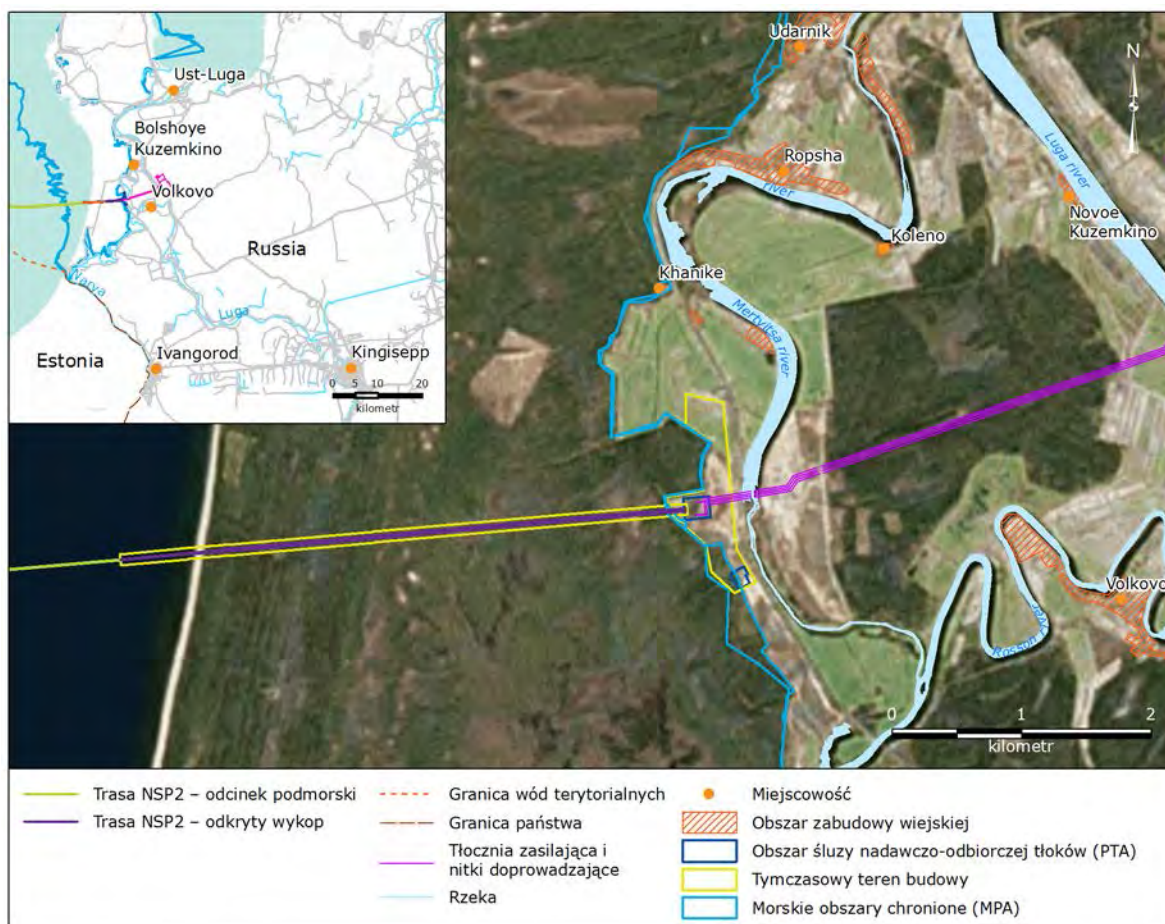 Ust-Luga
Bolshoye
Kuzemkino
Volkovo
Russia
Narva
Luga
Estonia
Ivangorod
Kingisepp
0 5 10 20
kilometr
Udarnik
N
Luga river
Ropsha
river
Novoe
Kuzemkino
Koleno
Khanike
Mertvitsa river
Volkovo
Rosson river
0 1 2
kilometr
Trasa NSP2 – odcinek podmorski
Trasa NSP2 – odkryty wykop
Granica wód terytorialnych
Granica państwa
Tłocznia zasilająca i
nitki doprowadzające
Rzeka
Miejscowość
Obszar zabudowy wiejskiej
Obszar śluzy nadawczo-odbiorczej tłoków (PTA)
Tymczasowy teren budowy
Morskie obszary chronione (MPA)